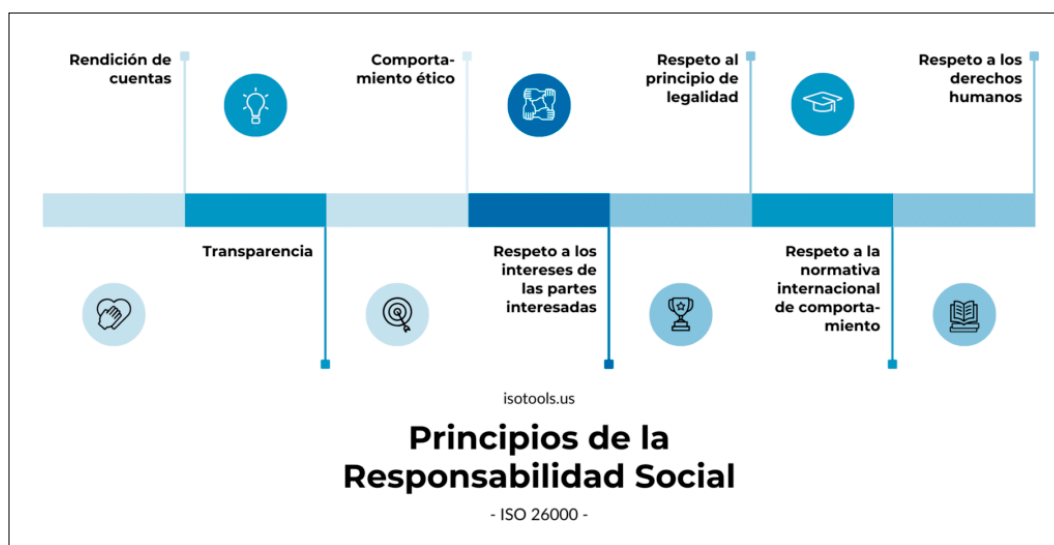 Rendición de
cuentas
Transparencia
Comporta-
miento ético
Respeto a los
intereses de
las partes
interesadas
Respeto al
principio de
legalidad
Respeto a la
normativa
internacional
de comporta-
miento
Respeto a los
derechos
humanos
isotools.us
Principios de la
Responsabilidad Social
- ISO 26000 -